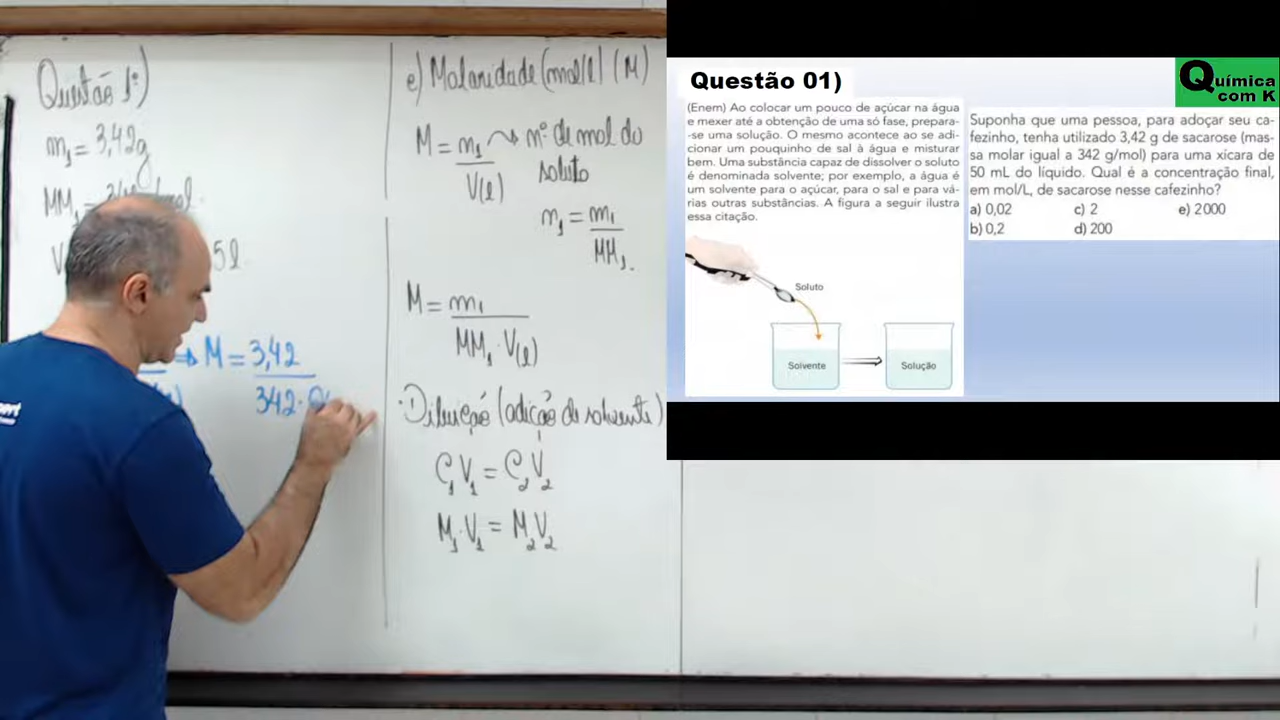 Questão 1ª)
m₁ = 3,42g
MM₁
5l
M = 3,42
342 ·
e) Molaridade (mol/l) (M)
M = n₁ → nº de mol do
V(l) soluto
n₁ = m₁
MM₁.
M = m₁
MM₁ · V(l)
· Diluição (adição de solvente)
C₁V₁ = C₂V₂
M₁·V₁ = M₂V₂
Questão 01)
Química
com K
(Enem) Ao colocar um pouco de açúcar na água
e mexer até a obtenção de uma só fase, prepara-
-se uma solução. O mesmo acontece ao se adi-
cionar um pouquinho de sal à água e misturar
bem. Uma substância capaz de dissolver o soluto
é denominada solvente; por exemplo, a água é
um solvente para o açúcar, para o sal e para vá-
rias outras substâncias. A figura a seguir ilustra
essa citação.
Soluto
Solvente
Solução
Suponha que uma pessoa, para adoçar seu ca-
fezinho, tenha utilizado 3,42 g de sacarose (mas-
sa molar igual a 342 g/mol) para uma xícara de
50 mL do líquido. Qual é a concentração final,
em mol/L, de sacarose nesse cafezinho?
a) 0,02 c) 2 e) 2 000
b) 0,2 d) 200